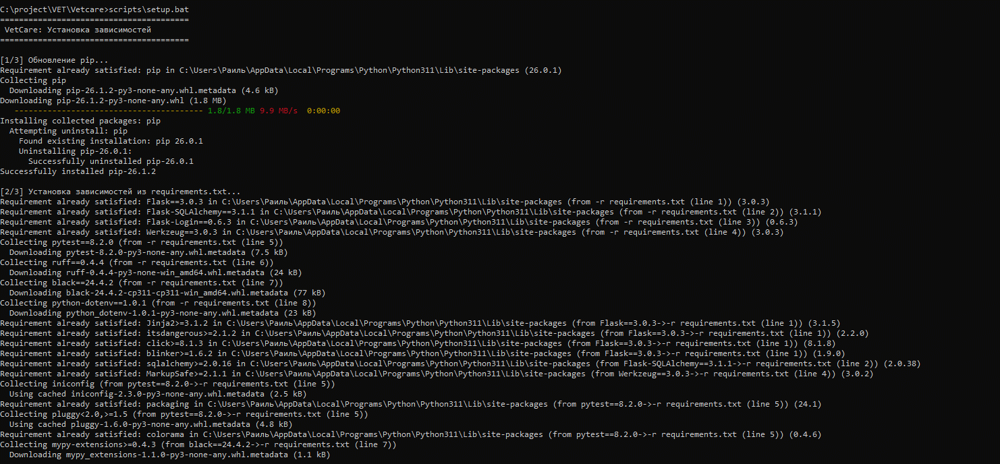 C:\project\VET\Vetcare>scripts\setup.bat
========================================
 VetCare: Установка зависимостей
========================================

[1/3] Обновление pip...
Requirement already satisfied: pip in C:\Users\Раиль\AppData\Local\Programs\Python\Python311\Lib\site-packages (26.0.1)
Collecting pip
  Downloading pip-26.1.2-py3-none-any.whl.metadata (4.6 kB)
Downloading pip-26.1.2-py3-none-any.whl (1.8 MB)
   ---------------------------------------- 1.8/1.8 MB 9.9 MB/s  0:00:00
Installing collected packages: pip
  Attempting uninstall: pip
    Found existing installation: pip 26.0.1
    Uninstalling pip-26.0.1:
      Successfully uninstalled pip-26.0.1
Successfully installed pip-26.1.2

[2/3] Установка зависимостей из requirements.txt...
Requirement already satisfied: Flask==3.0.3 in C:\Users\Раиль\AppData\Local\Programs\Python\Python311\Lib\site-packages (from -r requirements.txt (line 1)) (3.0.3)
Requirement already satisfied: Flask-SQLAlchemy==3.1.1 in C:\Users\Раиль\AppData\Local\Programs\Python\Python311\Lib\site-packages (from -r requirements.txt (line 2)) (3.1.1)
Requirement already satisfied: Flask-Login==0.6.3 in C:\Users\Раиль\AppData\Local\Programs\Python\Python311\Lib\site-packages (from -r requirements.txt (line 3)) (0.6.3)
Requirement already satisfied: Werkzeug==3.0.3 in C:\Users\Раиль\AppData\Local\Programs\Python\Python311\Lib\site-packages (from -r requirements.txt (line 4)) (3.0.3)
Collecting pytest==8.2.0 (from -r requirements.txt (line 5))
  Downloading pytest-8.2.0-py3-none-any.whl.metadata (7.5 kB)
Collecting ruff==0.4.4 (from -r requirements.txt (line 6))
  Downloading ruff-0.4.4-py3-none-win_amd64.whl.metadata (24 kB)
Collecting black==24.4.2 (from -r requirements.txt (line 7))
  Downloading black-24.4.2-cp311-cp311-win_amd64.whl.metadata (77 kB)
Collecting python-dotenv==1.0.1 (from -r requirements.txt (line 8))
  Downloading python_dotenv-1.0.1-py3-none-any.whl.metadata (23 kB)
Requirement already satisfied: Jinja2>=3.1.2 in C:\Users\Раиль\AppData\Local\Programs\Python\Python311\Lib\site-packages (from Flask==3.0.3->-r requirements.txt (line 1)) (3.1.5)
Requirement already satisfied: itsdangerous>=2.1.2 in C:\Users\Раиль\AppData\Local\Programs\Python\Python311\Lib\site-packages (from Flask==3.0.3->-r requirements.txt (line 1)) (2.2.0)
Requirement already satisfied: click>=8.1.3 in C:\Users\Раиль\AppData\Local\Programs\Python\Python311\Lib\site-packages (from Flask==3.0.3->-r requirements.txt (line 1)) (8.1.8)
Requirement already satisfied: blinker>=1.6.2 in C:\Users\Раиль\AppData\Local\Programs\Python\Python311\Lib\site-packages (from Flask==3.0.3->-r requirements.txt (line 1)) (1.9.0)
Requirement already satisfied: sqlalchemy>=2.0.16 in C:\Users\Раиль\AppData\Local\Programs\Python\Python311\Lib\site-packages (from Flask-SQLAlchemy==3.1.1->-r requirements.txt (line 2)) (2.0.38)
Requirement already satisfied: MarkupSafe>=2.1.1 in C:\Users\Раиль\AppData\Local\Programs\Python\Python311\Lib\site-packages (from Werkzeug==3.0.3->-r requirements.txt (line 4)) (3.0.2)
Collecting iniconfig (from pytest==8.2.0->-r requirements.txt (line 5))
  Using cached iniconfig-2.3.0-py3-none-any.whl.metadata (2.5 kB)
Requirement already satisfied: packaging in C:\Users\Раиль\AppData\Local\Programs\Python\Python311\Lib\site-packages (from pytest==8.2.0->-r requirements.txt (line 5)) (24.1)
Collecting pluggy<2.0,>=1.5 (from pytest==8.2.0->-r requirements.txt (line 5))
  Using cached pluggy-1.6.0-py3-none-any.whl.metadata (4.8 kB)
Requirement already satisfied: colorama in C:\Users\Раиль\AppData\Local\Programs\Python\Python311\Lib\site-packages (from pytest==8.2.0->-r requirements.txt (line 5)) (0.4.6)
Collecting mypy-extensions>=0.4.3 (from black==24.4.2->-r requirements.txt (line 7))
  Downloading mypy_extensions-1.1.0-py3-none-any.whl.metadata (1.1 kB)